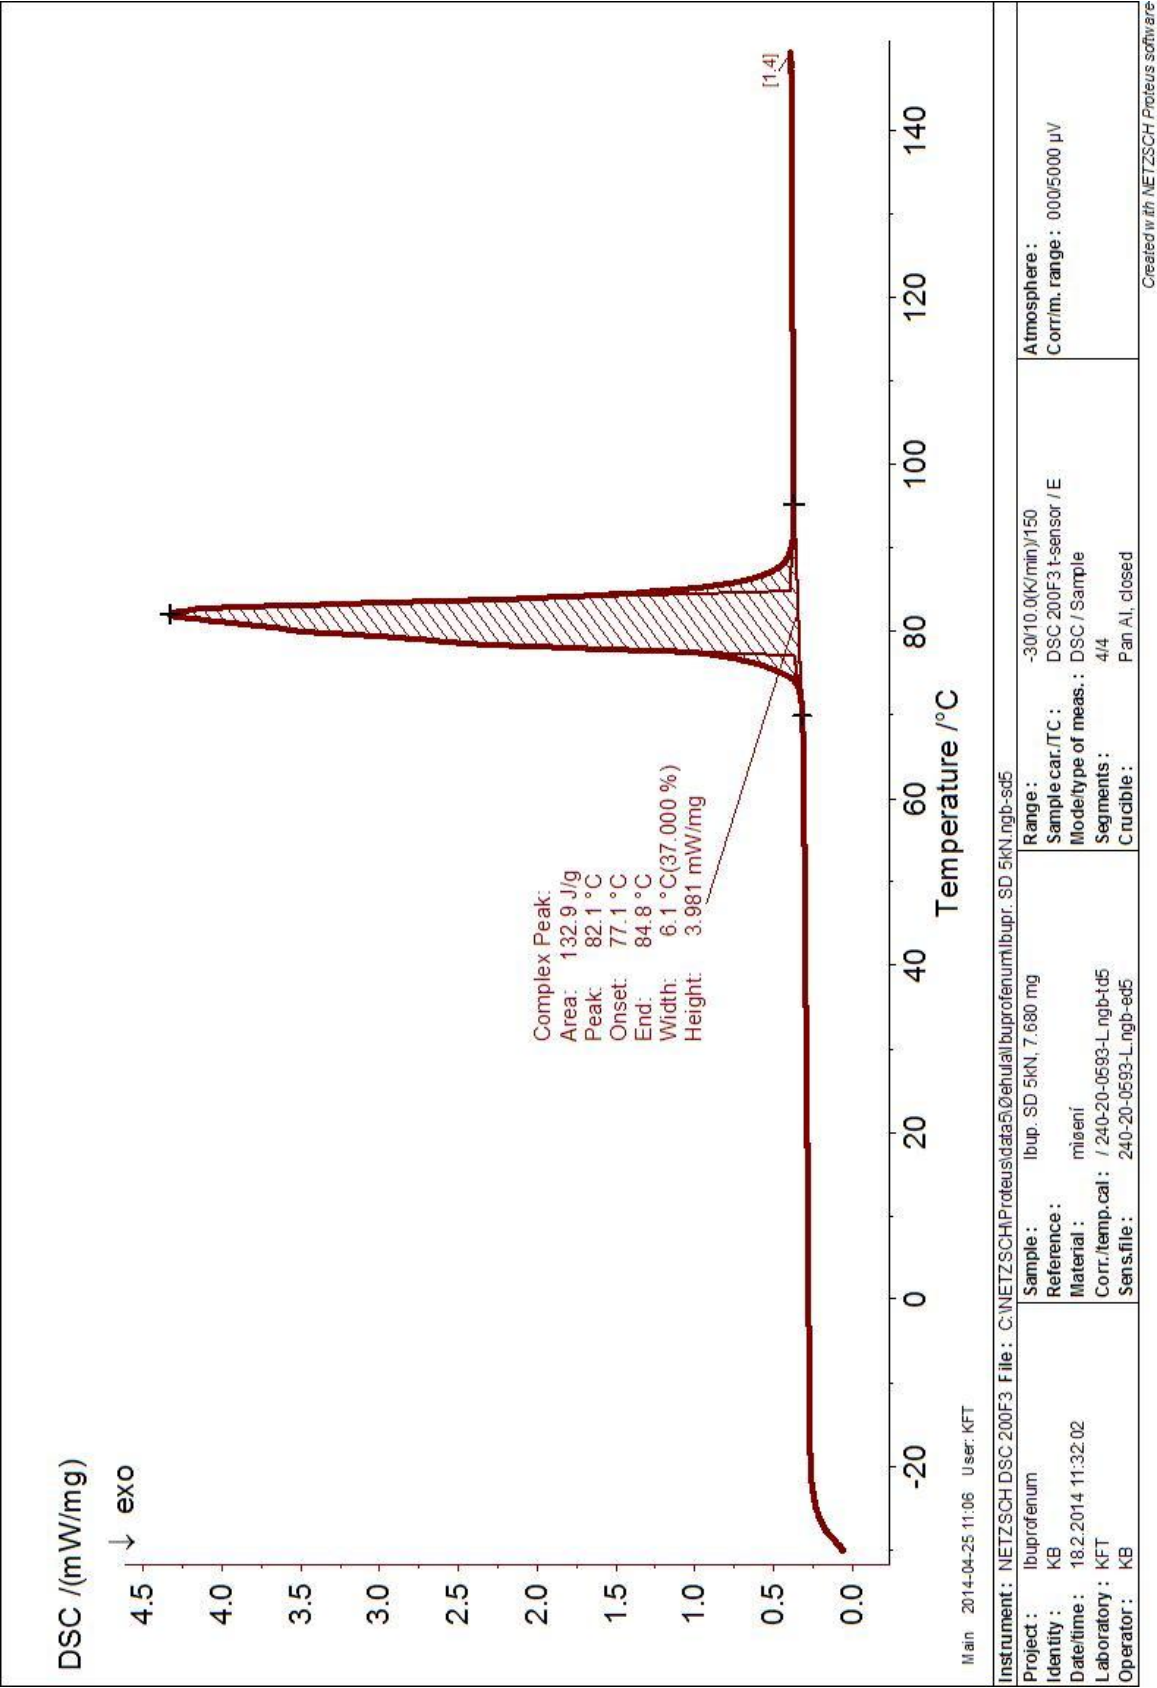 DSC /(mW/mg)
↓ exo
4.5
4.0
3.5
3.0
2.5
2.0
1.5
1.0
0.5
0.0
[1.4]
Complex Peak:
Area: 132.9 J/g
Peak: 82.1 °C
Onset: 77.1 °C
End: 84.8 °C
Width: 6.1 °C(37.000 %)
Height: 3.981 mW/mg
-20 0 20 40 60 80 100 120 140
Temperature /°C
Main 2014-04-25 11:06 User: KFT
Instrument : NETZSCH DSC 200F3 File : C:\NETZSCH\Proteus\data5\Øehula\Ibuprofenum\Ibupr. SD 5kN.ngb-sd5
Project : Ibuprofenum
Identity : KB
Date/time : 18.2.2014 11:32:02
Laboratory : KFT
Operator : KB
Sample : Ibup. SD 5kN, 7.680 mg
Reference :
Material : miøení
Corr./temp.cal : / 240-20-0593-L.ngb-td5
Sens.file : 240-20-0593-L.ngb-ed5
Range : -30/10.0(K/min)/150
Sample car./TC : DSC 200F3 t-sensor / E
Mode/type of meas. : DSC / Sample
Segments : 4/4
Crucible : Pan Al, closed
Atmosphere :
Corr/m. range : 000/5000 µV
Created with NETZSCH Proteus software